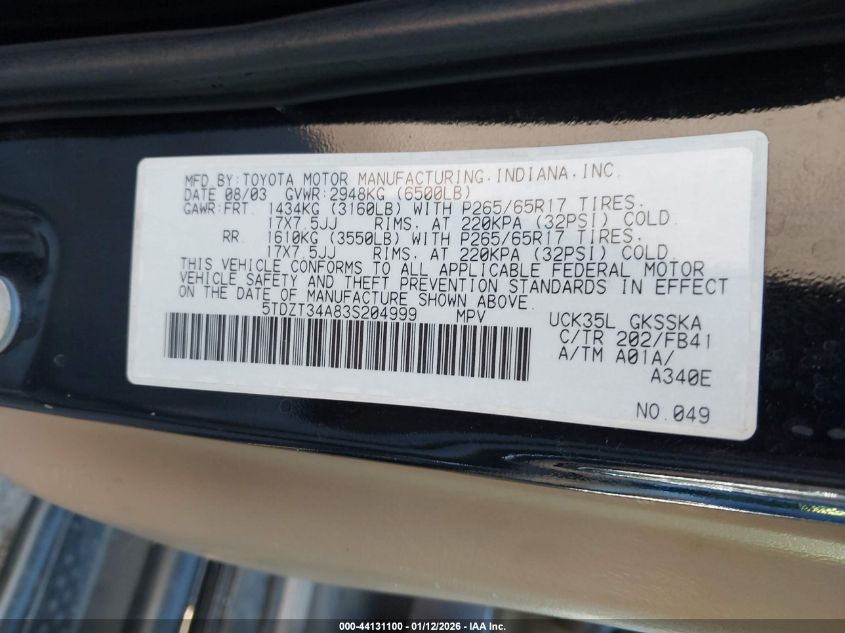 MFD.BY:TOYOTA MOTOR MANUFACTURING.INDIANA.INC.
DATE 08/03 GVWR:2948KG (6500LB)
GAWR:FRT. 1434KG (3160LB) WITH P265/65R17 TIRES.
17X7.5JJ RIMS. AT 220KPA (32PSI) COLD.
RR 1610KG (3550LB) WITH P265/65R17 TIRES.
17X7.5JJ RIMS. AT 220KPA (32PSI) COLD.
THIS VEHICLE CONFORMS TO ALL APPLICABLE FEDERAL MOTOR
VEHICLE SAFETY AND THEFT PREVENTION STANDARDS IN EFFECT
ON THE DATE OF MANUFACTURE SHOWN ABOVE.
5TDZT34A83S204999 MPV UCK35L GKSSKA
C/TR 202/FB41
A/TM A01A/
A340E
NO.049
000-44131100 - 01/12/2026 - IAA Inc.